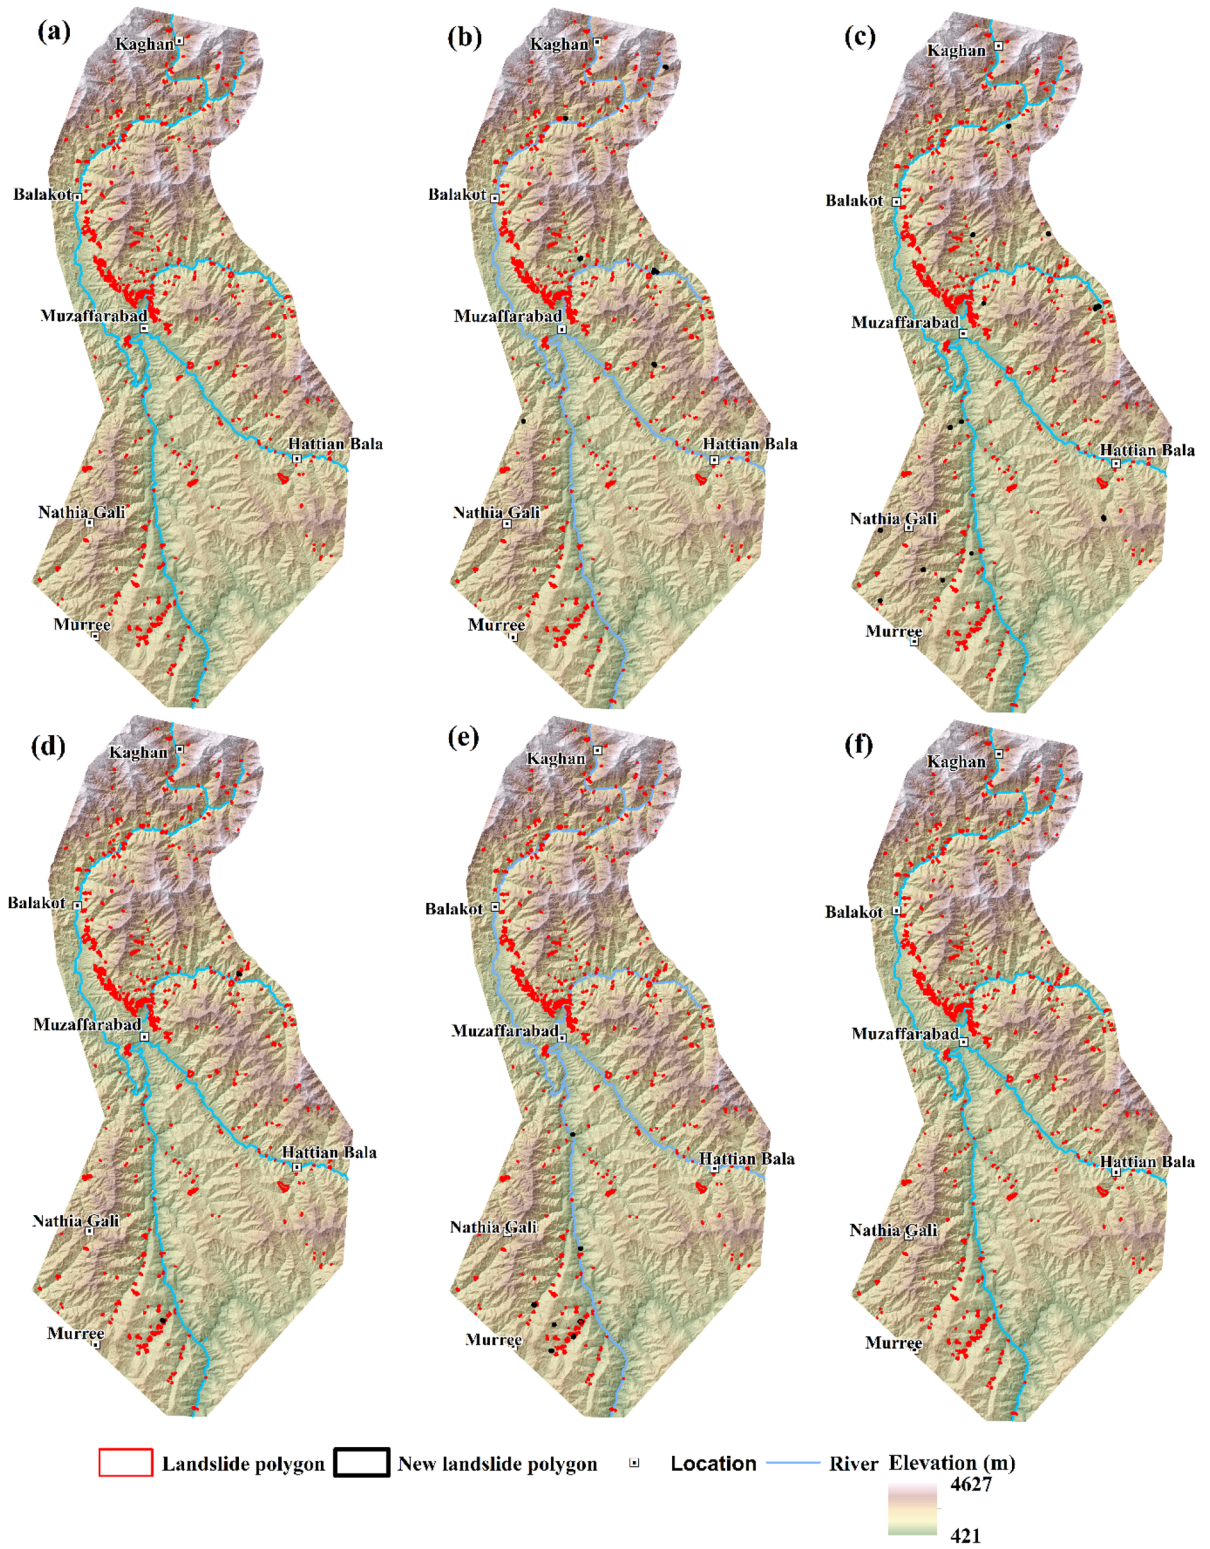 (a)
Kaghan
Balakot
Muzaffarabad
Hattian Bala
Nathia Gali
Murree
(b)
Kaghan
Balakot
Muzaffarabad
Hattian Bala
Nathia Gali
Murree
(c)
Kaghan
Balakot
Muzaffarabad
Hattian Bala
Nathia Gali
Murree
(d)
Kaghan
Balakot
Muzaffarabad
Hattian Bala
Nathia Gali
Murree
(e)
Kaghan
Balakot
Muzaffarabad
Hattian Bala
Nathia Gali
Murree
(f)
Kaghan
Balakot
Muzaffarabad
Hattian Bala
Nathia Gali
Murree
Landslide polygon New landslide polygon Location River Elevation (m)
4627
421